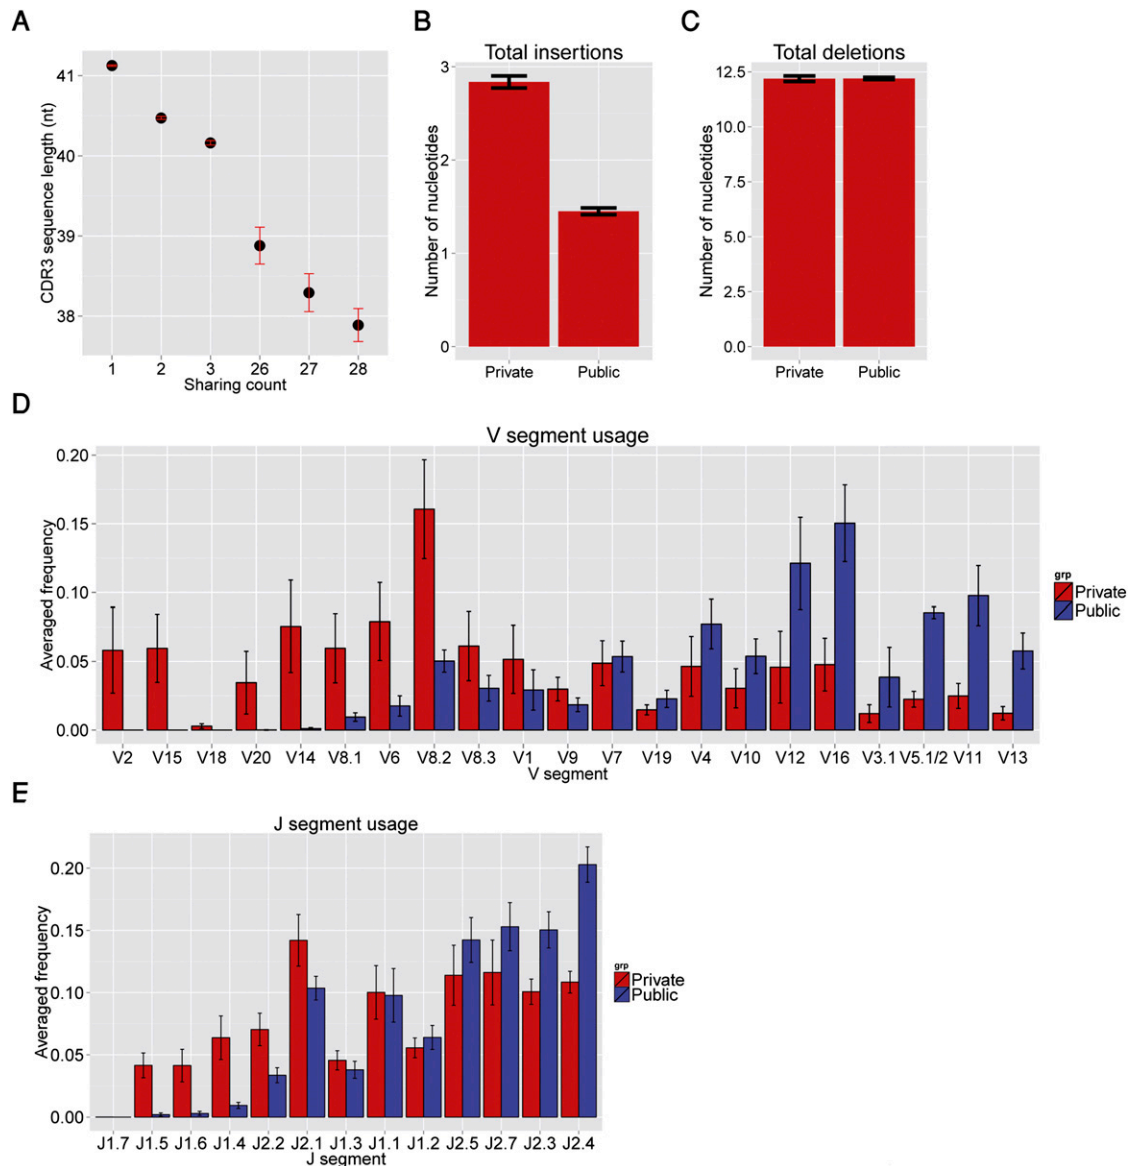 A
41
40
39
38
CDR3 sequence length (nt)
1 2 3 26 27 28
Sharing count
B
Total insertions
3
2
1
0
Number of nucleotides
Private Public
C
Total deletions
12.5
10.0
7.5
5.0
2.5
0.0
Number of nucleotides
Private Public
D
V segment usage
0.20
0.15
0.10
0.05
0.00
Averaged frequency
V2 V15 V18 V20 V14 V8.1 V6 V8.2 V8.3 V1 V9 V7 V19 V4 V10 V12 V16 V3.1 V5.1/2 V11 V13
V segment
grp
Private
Public
E
J segment usage
0.20
0.15
0.10
0.05
0.00
Averaged frequency
J1.7 J1.5 J1.6 J1.4 J2.2 J2.1 J1.3 J1.1 J1.2 J2.5 J2.7 J2.3 J2.4
J segment
grp
Private
Public